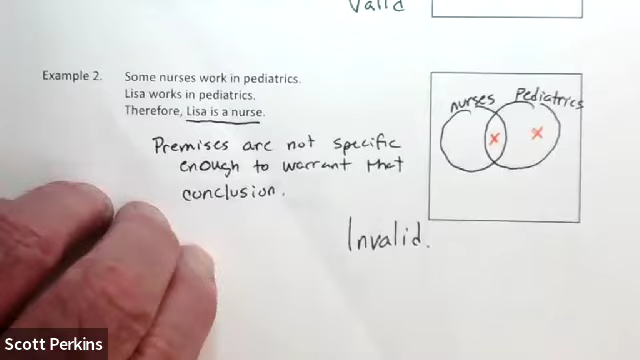 Valid
Example 2. Some nurses work in pediatrics.
Lisa works in pediatrics.
Therefore, Lisa is a nurse.
nurses Pediatrics
x x
Premises are not specific
enough to warrant that
conclusion.
Invalid.
Scott Perkins